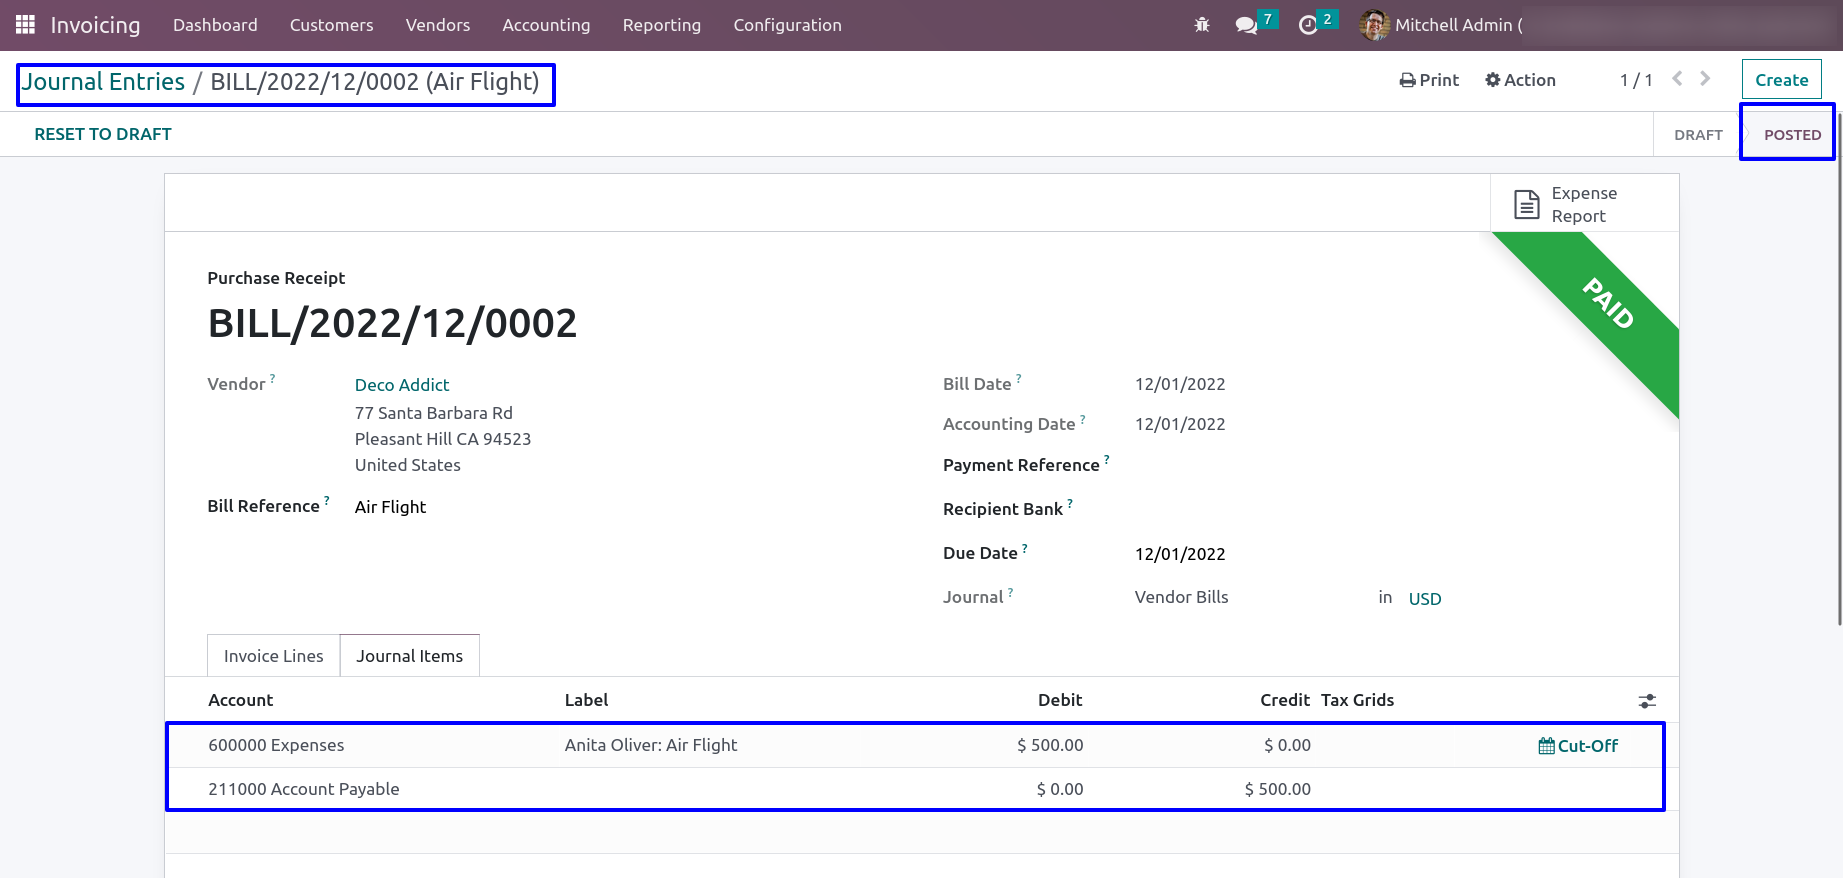 Invoicing Dashboard Customers Vendors Accounting Reporting Configuration 7 2 Mitchell Admin (
Journal Entries / BILL/2022/12/0002 (Air Flight) Print Action 1 / 1 Create
RESET TO DRAFT DRAFT POSTED
Expense
Report
PAID
Purchase Receipt
BILL/2022/12/0002
Vendor ? Deco Addict Bill Date ? 12/01/2022
77 Santa Barbara Rd
Accounting Date ? 12/01/2022
Pleasant Hill CA 94523
United States Payment Reference ?
Bill Reference ? Air Flight Recipient Bank ?
Due Date ? 12/01/2022
Journal ? Vendor Bills in USD
Invoice Lines Journal Items
Account Label Debit Credit Tax Grids
600000 Expenses Anita Oliver: Air Flight $ 500.00 $ 0.00 Cut-Off
211000 Account Payable $ 0.00 $ 500.00